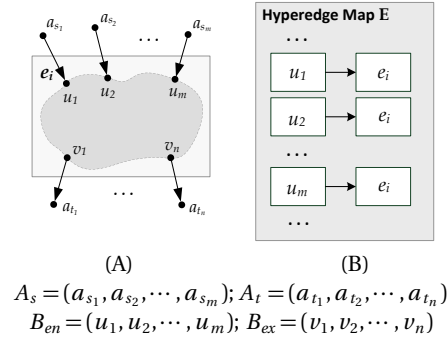 a_{s_1} a_{s_2} ... a_{s_m}
e_i
u_1 u_2 u_m
v_1 v_n
a_{t_1} ... a_{t_n}
(A)
Hyperedge Map E
...
u_1 e_i
u_2 e_i
...
u_m e_i
...
(B)
A_s=(a_{s_1}, a_{s_2}, ⋯, a_{s_m}); A_t=(a_{t_1}, a_{t_2}, ⋯, a_{t_n})
B_{en}=(u_1, u_2, ⋯, u_m); B_{ex}=(v_1, v_2, ⋯, v_n)